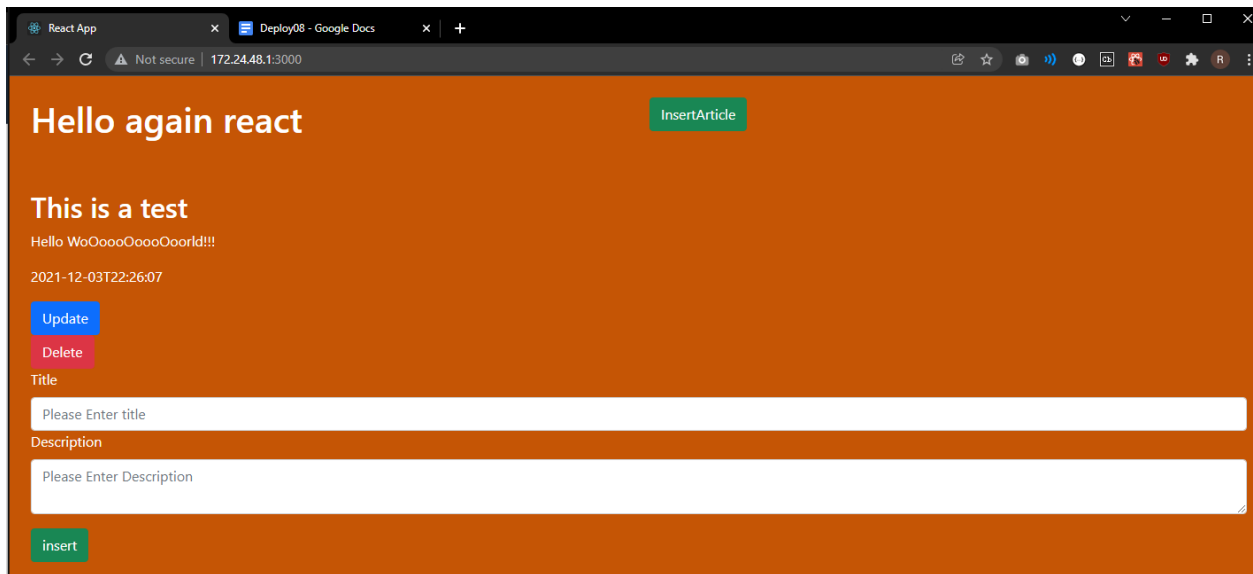 React App
Deploy08 - Google Docs
Not secure | 172.24.48.1:3000
Hello again react
InsertArticle
This is a test
Hello WoOoooOoooOoorld!!!
2021-12-03T22:26:07
Update
Delete
Title
Please Enter title
Description
Please Enter Description
insert